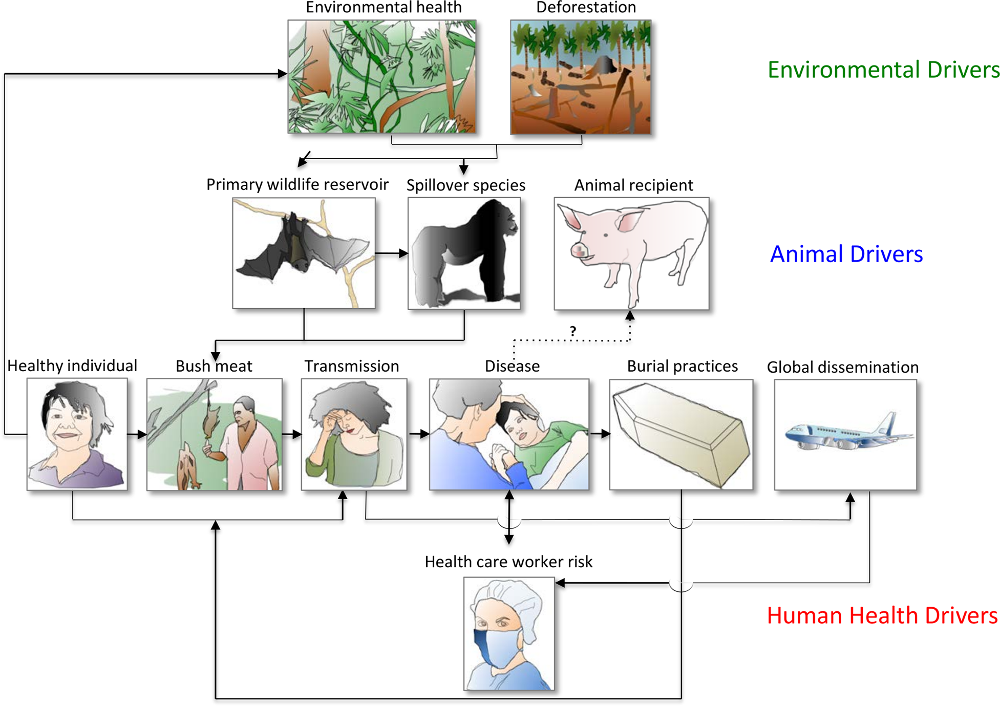 Environmental health
Deforestation
Environmental Drivers
Primary wildlife reservoir
Spillover species
Animal recipient
Animal Drivers
?
Healthy individual
Bush meat
Transmission
Disease
Burial practices
Global dissemination
Health care worker risk
Human Health Drivers